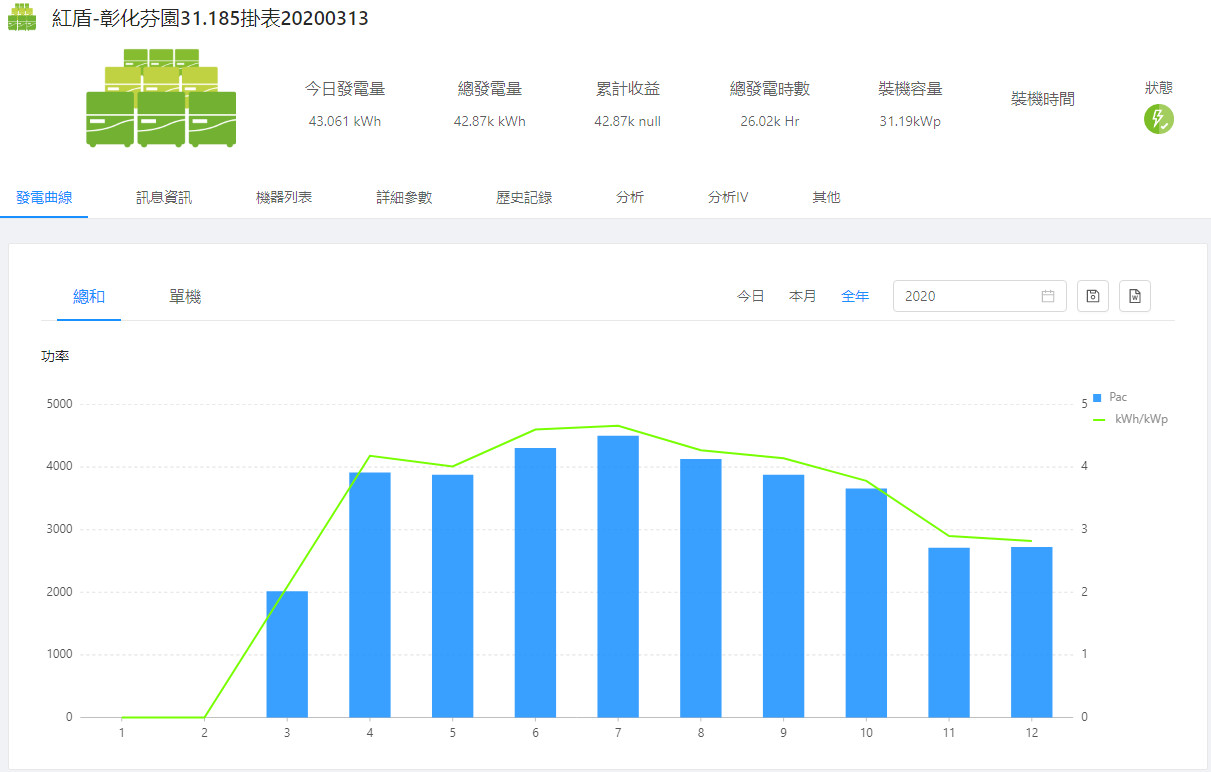 紅盾-彰化芬園31.185掛表20200313
今日發電量 總發電量 累計收益 總發電時數 裝機容量 裝機時間 狀態
43.061 kWh 42.87k kWh 42.87k null 26.02k Hr 31.19kWp
發電曲線 訊息資訊 機器列表 詳細參數 歷史記錄 分析 分析IV 其他
總和 單機 今日 本月 全年 2020
功率
Pac
kWh/kWp
5000 5
4000 4
3000 3
2000 2
1000 1
0 0
1 2 3 4 5 6 7 8 9 10 11 12